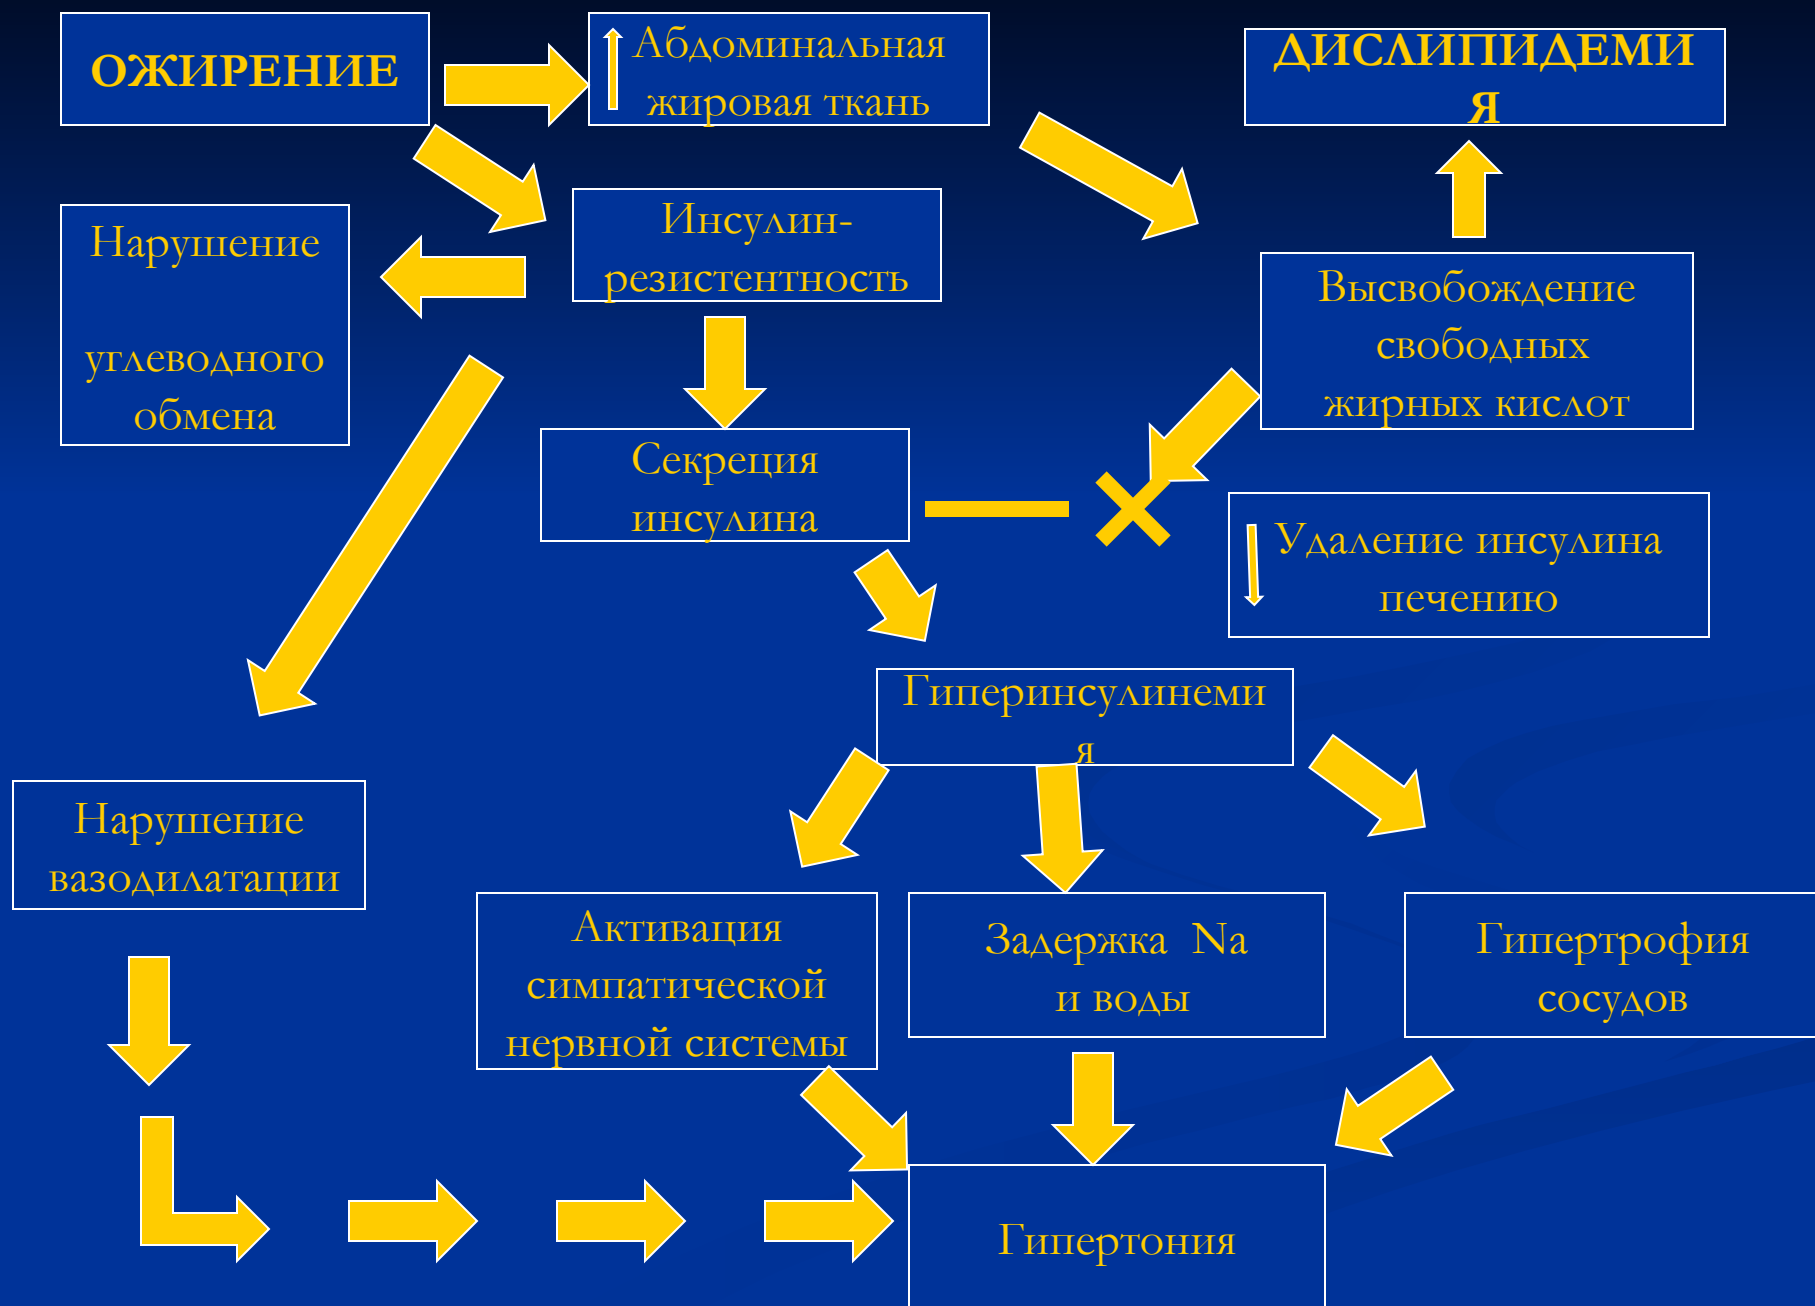 ОЖИРЕНИЕ
Абдоминальная
жировая ткань
ДИСЛИПИДЕМИ
Я
Нарушение
углеводного
обмена
Инсулин-
резистентность
Высвобождение
свободных
жирных кислот
Секреция
инсулина
Удаление инсулина
печению
Гиперинсулинеми
я
Нарушение
вазодилатации
Активация
симпатической
нервной системы
Задержка Na
и воды
Гипертрофия
сосудов
Гипертония